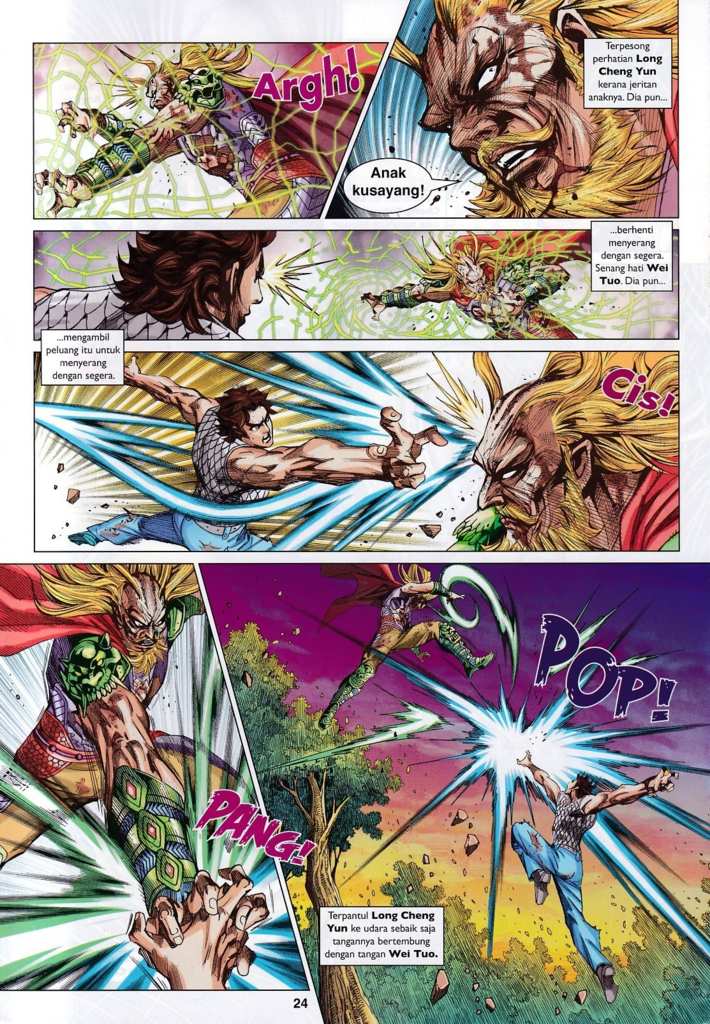 Argh!
Terpesong
perhatian Long
Cheng Yun
kerana jeritan
anaknya. Dia pun...
Anak
kusayang!
...berhenti
menyerang
dengan segera.
Senang hati Wei
Tuo. Dia pun...
...mengambil
peluang itu untuk
menyerang
dengan segera.
Cis!
PANG!
POP!
Terpantul Long Cheng
Yun ke udara sebaik saja
tangannya bertembung
dengan tangan Wei Tuo.
24